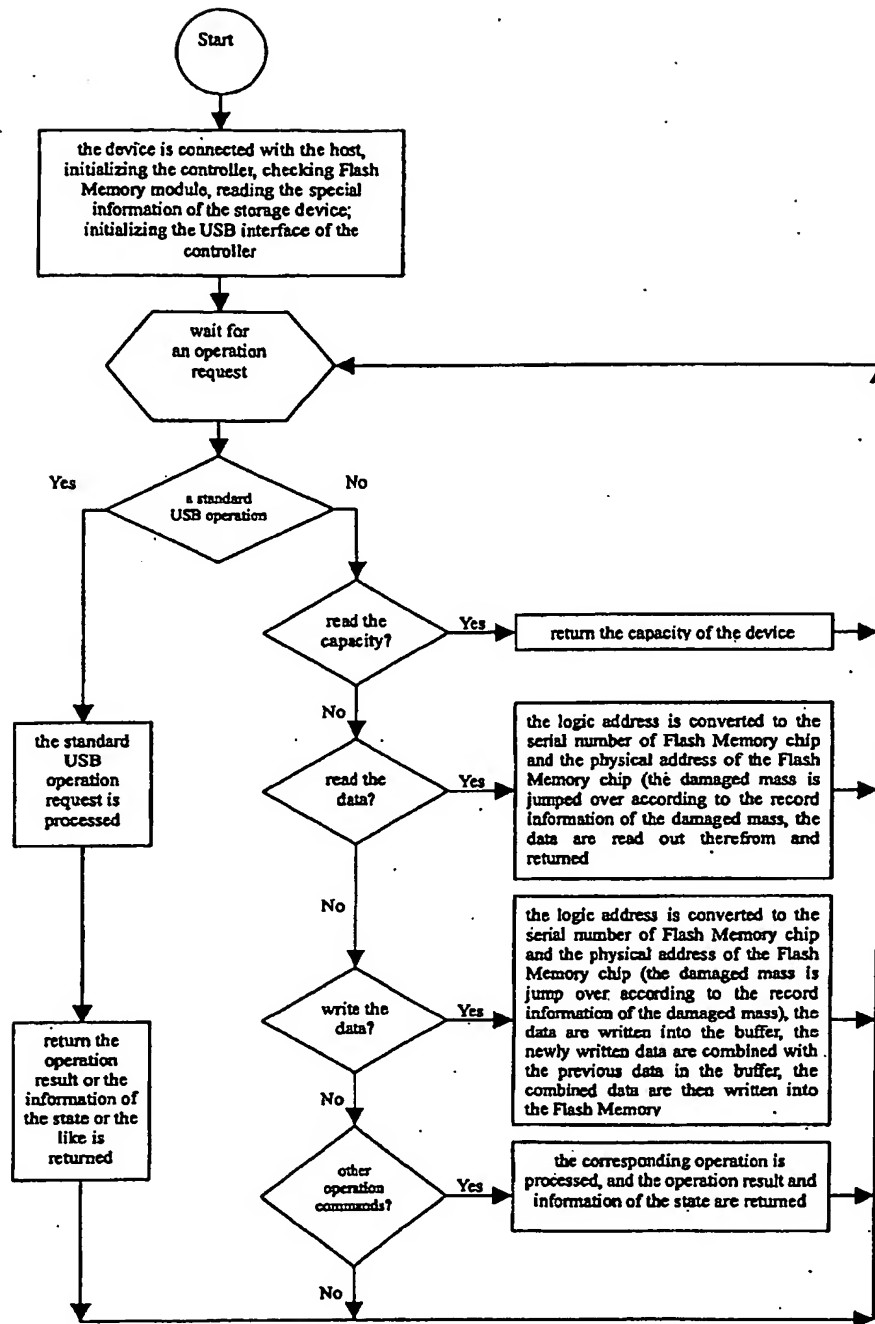 Start
the device is connected with the host,
initializing the controller, checking Flash
Memory module, reading the special
information of the storage device;
initializing the USB interface of the
controller
wait for
an operation
request
Yes
a standard
USB operation
No
read the
capacity?
Yes
return the capacity of the device
No
the standard
USB
operation
request is
processed
read the
data?
Yes
the logic address is converted to the
serial number of Flash Memory chip
and the physical address of the Flash
Memory chip (the damaged mass is
jumped over according to the record
information of the damaged mass, the
data are read out therefrom and
returned
No
write the
data?
Yes
the logic address is converted to the
serial number of Flash Memory chip
and the physical address of the Flash
Memory chip (the damaged mass is
jump over according to the record
information of the damaged mass), the
data are written into the buffer, the
newly written data are combined with
the previous data in the buffer, the
combined data are then written into
the Flash Memory
return the
operation
result or the
information of
the state or the
like is
returned
No
other
operation
commands?
Yes
the corresponding operation is
processed, and the operation result and
information of the state are returned
No